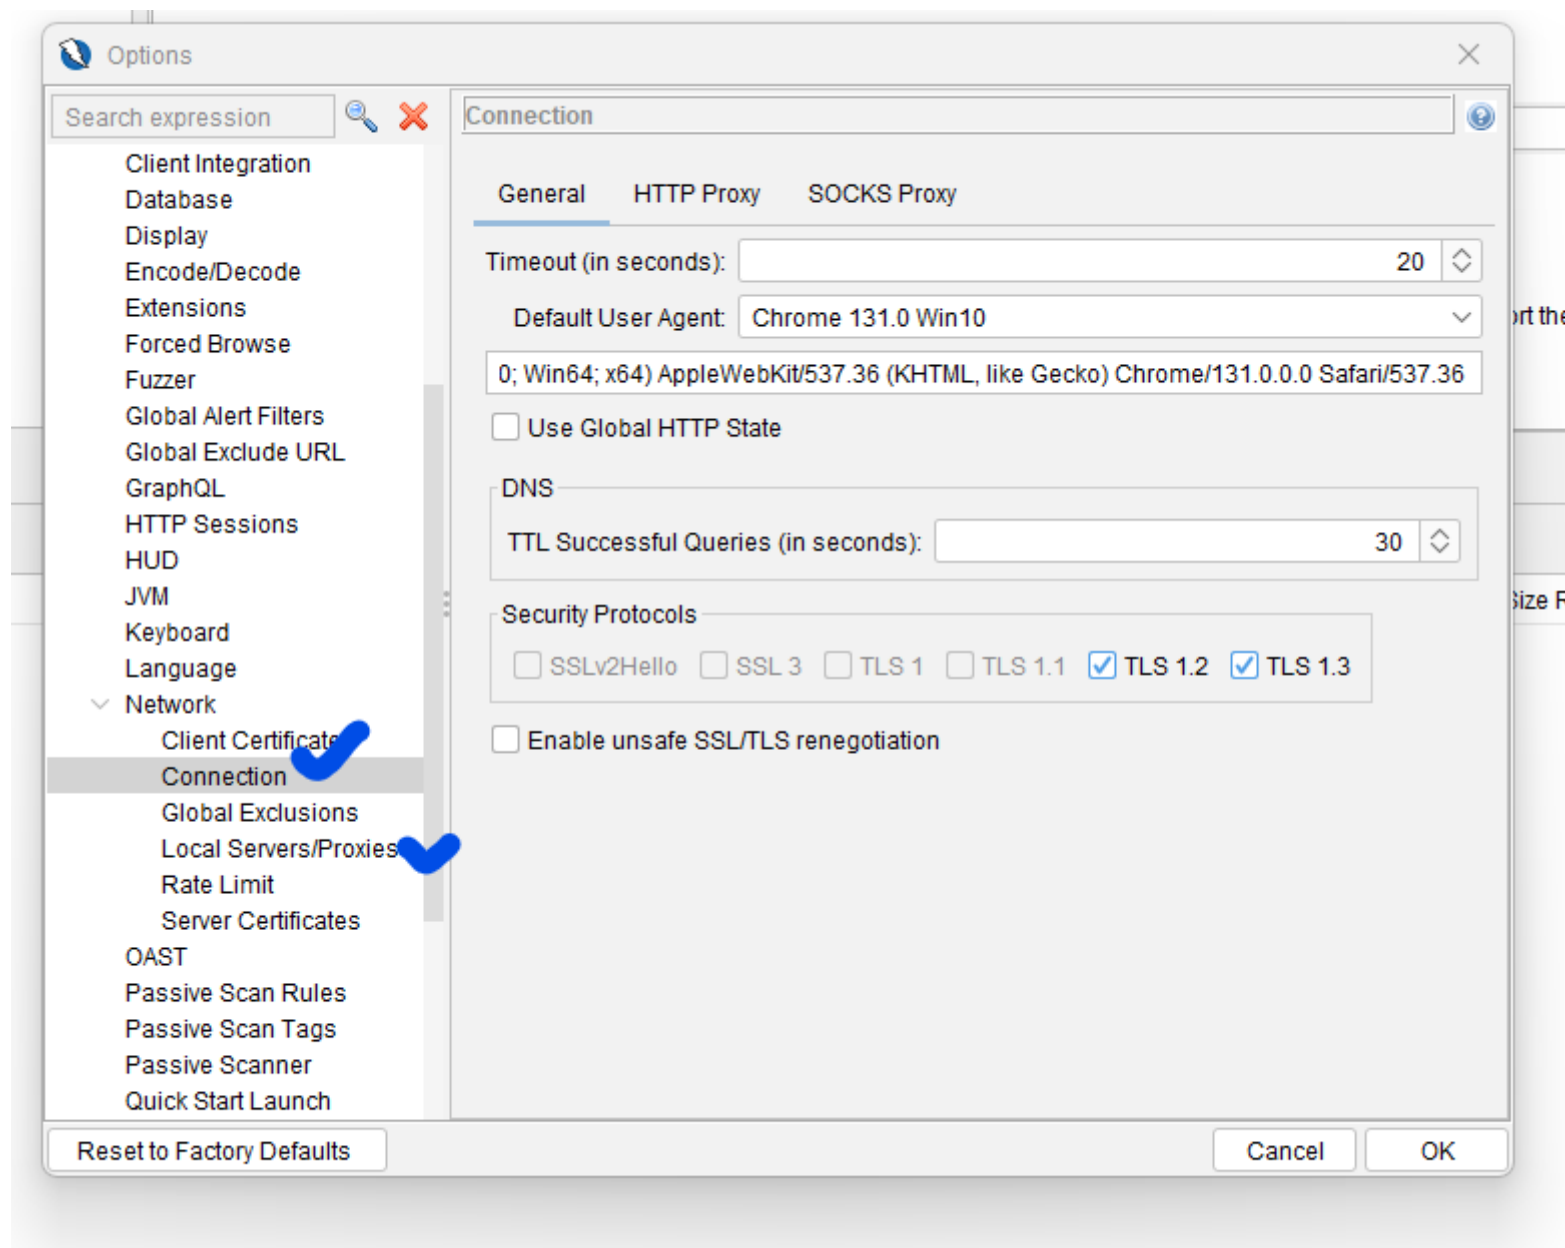 Options
Search expression
Client Integration
Database
Display
Encode/Decode
Extensions
Forced Browse
Fuzzer
Global Alert Filters
Global Exclude URL
GraphQL
HTTP Sessions
HUD
JVM
Keyboard
Language
Network
Client Certificate
Connection
Global Exclusions
Local Servers/Proxies
Rate Limit
Server Certificates
OAST
Passive Scan Rules
Passive Scan Tags
Passive Scanner
Quick Start Launch
Connection
General HTTP Proxy SOCKS Proxy
Timeout (in seconds): 20
Default User Agent: Chrome 131.0 Win10
0; Win64; x64) AppleWebKit/537.36 (KHTML, like Gecko) Chrome/131.0.0.0 Safari/537.36
Use Global HTTP State
DNS
TTL Successful Queries (in seconds): 30
Security Protocols
SSLv2Hello SSL 3 TLS 1 TLS 1.1 TLS 1.2 TLS 1.3
Enable unsafe SSL/TLS renegotiation
Reset to Factory Defaults Cancel OK
ort the
Size R